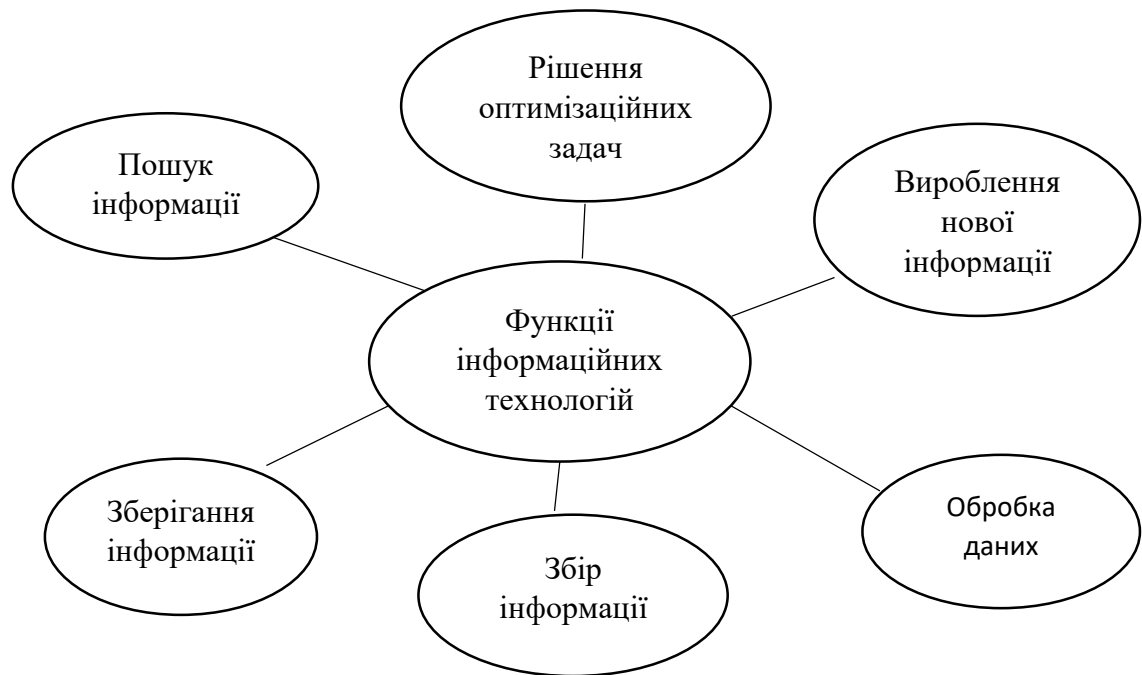 Рішення
оптимізаційних
задач
Пошук
інформації
Вироблення
нової
інформації
Функції
інформаційних
технологій
Зберігання
інформації
Збір
інформації
Обробка
даних